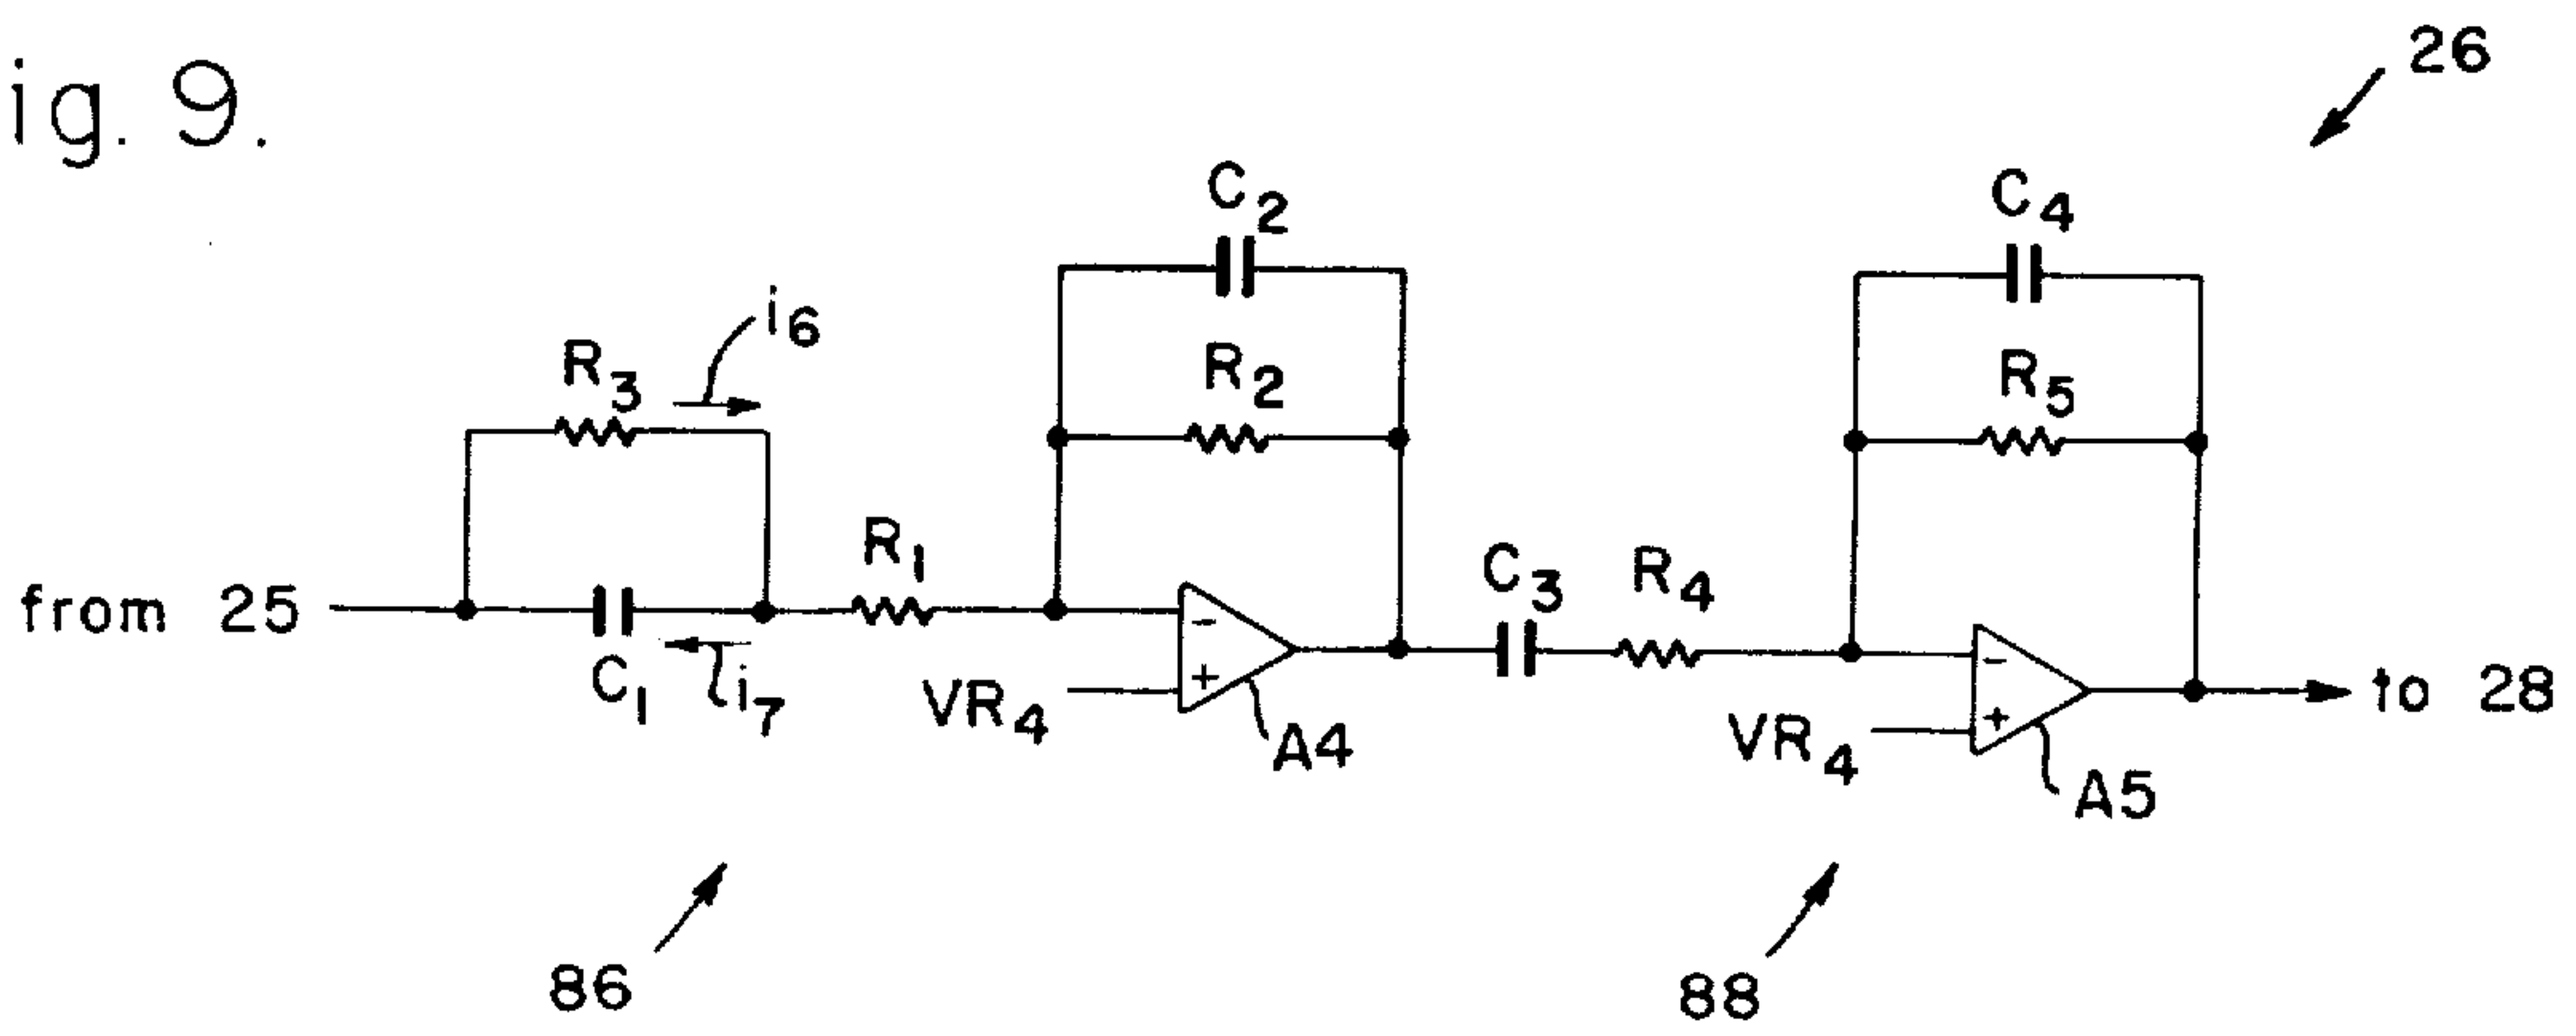 ig. 9.
26
C2
C4
i6
R3
R2
R5
R1
C3
R4
from 25
-
-
C1
i7
VR4
+
A4
VR4
+
A5
to 28
86
88